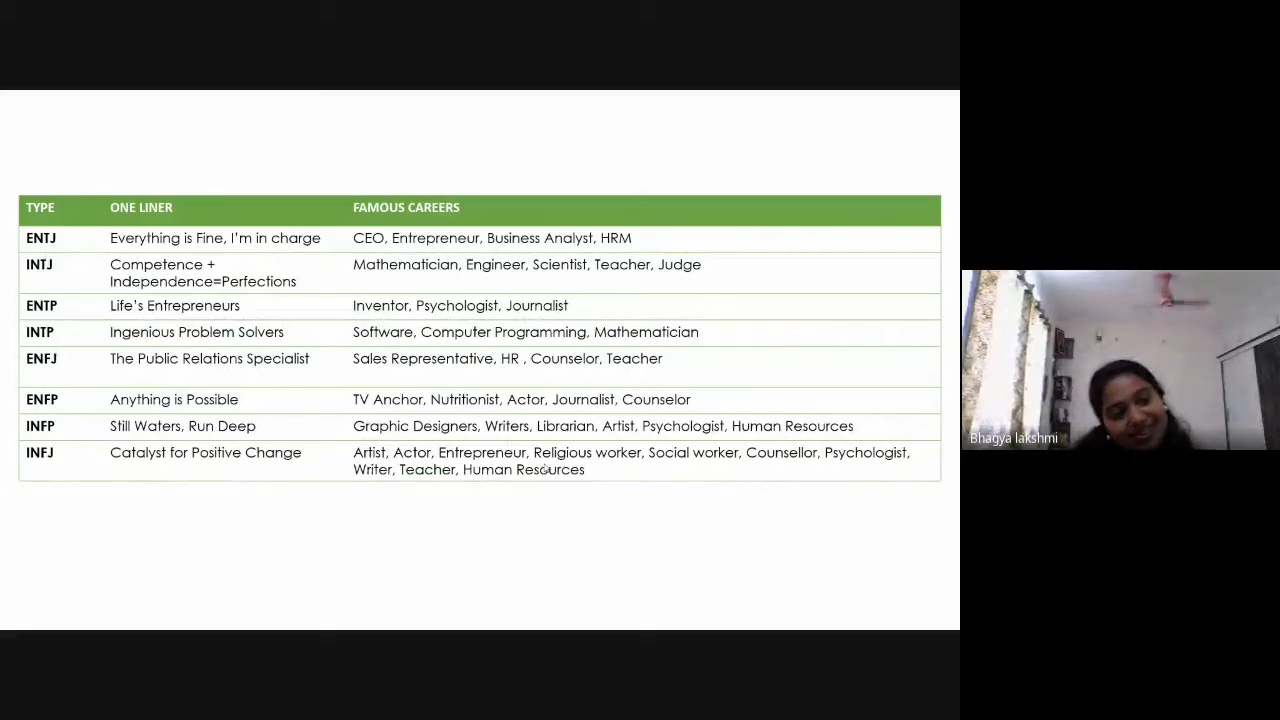 TYPE ONE LINER FAMOUS CAREERS
ENTJ Everything is Fine, I'm in charge CEO, Entrepreneur, Business Analyst, HRM
INTJ Competence + Mathematician, Engineer, Scientist, Teacher, Judge
Independence=Perfections
ENTP Life's Entrepreneurs Inventor, Psychologist, Journalist
INTP Ingenious Problem Solvers Software, Computer Programming, Mathematician
ENFJ The Public Relations Specialist Sales Representative, HR , Counselor, Teacher
ENFP Anything is Possible TV Anchor, Nutritionist, Actor, Journalist, Counselor
INFP Still Waters, Run Deep Graphic Designers, Writers, Librarian, Artist, Psychologist, Human Resources
INFJ Catalyst for Positive Change Artist, Actor, Entrepreneur, Religious worker, Social worker, Counsellor, Psychologist,
Writer, Teacher, Human Resources
Bhagya lakshmi